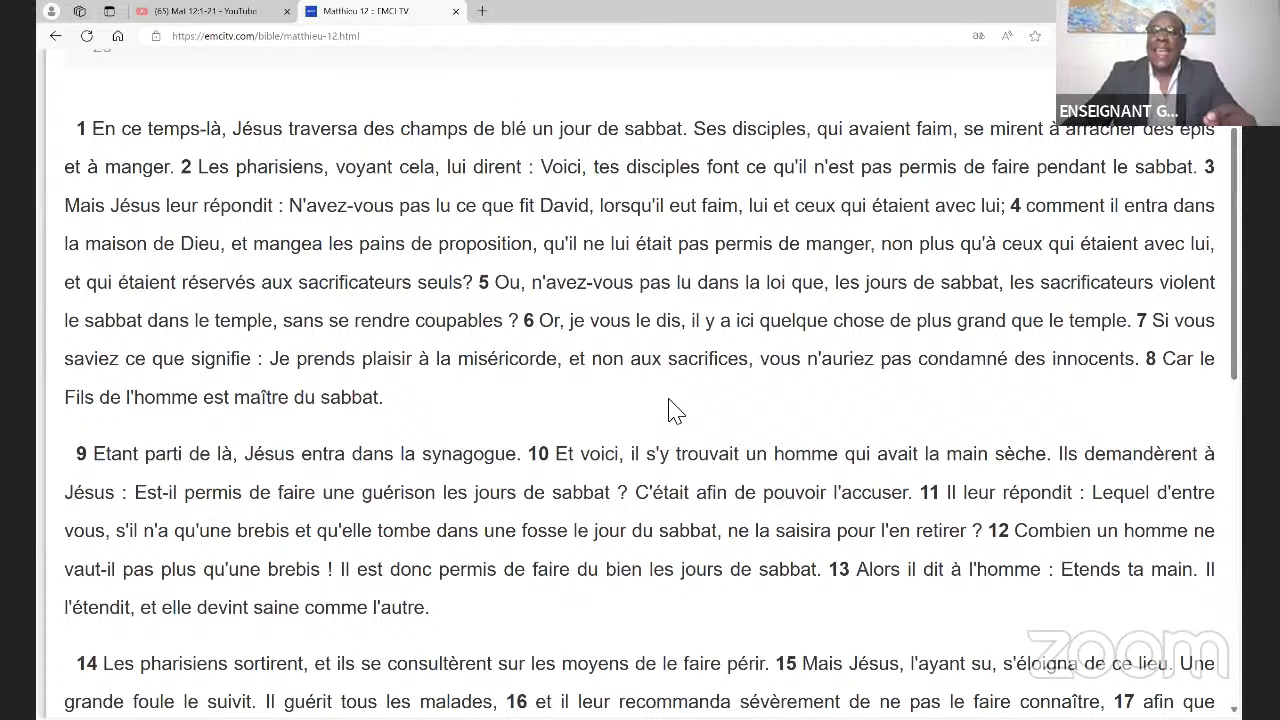 (65) Mat 12:1-21 - YouTube
Matthieu 12 :: EMCI TV
https://emcitv.com/bible/matthieu-12.html
ENSEIGNANT G...
1 En ce temps-là, Jésus traversa des champs de blé un jour de sabbat. Ses disciples, qui avaient faim, se mirent à arracher des épis
et à manger. 2 Les pharisiens, voyant cela, lui dirent : Voici, tes disciples font ce qu'il n'est pas permis de faire pendant le sabbat. 3
Mais Jésus leur répondit : N'avez-vous pas lu ce que fit David, lorsqu'il eut faim, lui et ceux qui étaient avec lui; 4 comment il entra dans
la maison de Dieu, et mangea les pains de proposition, qu'il ne lui était pas permis de manger, non plus qu'à ceux qui étaient avec lui,
et qui étaient réservés aux sacrificateurs seuls? 5 Ou, n'avez-vous pas lu dans la loi que, les jours de sabbat, les sacrificateurs violent
le sabbat dans le temple, sans se rendre coupables ? 6 Or, je vous le dis, il y a ici quelque chose de plus grand que le temple. 7 Si vous
saviez ce que signifie : Je prends plaisir à la miséricorde, et non aux sacrifices, vous n'auriez pas condamné des innocents. 8 Car le
Fils de l'homme est maître du sabbat.
9 Etant parti de là, Jésus entra dans la synagogue. 10 Et voici, il s'y trouvait un homme qui avait la main sèche. Ils demandèrent à
Jésus : Est-il permis de faire une guérison les jours de sabbat ? C'était afin de pouvoir l'accuser. 11 Il leur répondit : Lequel d'entre
vous, s'il n'a qu'une brebis et qu'elle tombe dans une fosse le jour du sabbat, ne la saisira pour l'en retirer ? 12 Combien un homme ne
vaut-il pas plus qu'une brebis ! Il est donc permis de faire du bien les jours de sabbat. 13 Alors il dit à l'homme : Etends ta main. Il
l'étendit, et elle devint saine comme l'autre.
14 Les pharisiens sortirent, et ils se consultèrent sur les moyens de le faire périr. 15 Mais Jésus, l'ayant su, s'éloigna de ce lieu. Une
grande foule le suivit. Il guérit tous les malades, 16 et il leur recommanda sévèrement de ne pas le faire connaître, 17 afin que
zoom